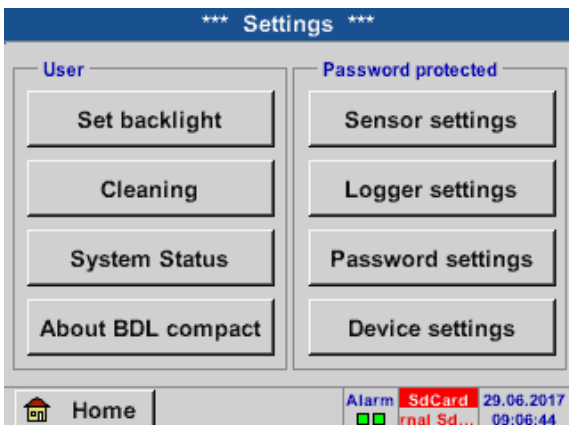 *** Settings ***
User
Set backlight
Cleaning
System Status
About BDL compact
Password protected
Sensor settings
Logger settings
Password settings
Device settings
Home
Alarm
SdCard
rnal Sd...
29.06.2017
09:06:44